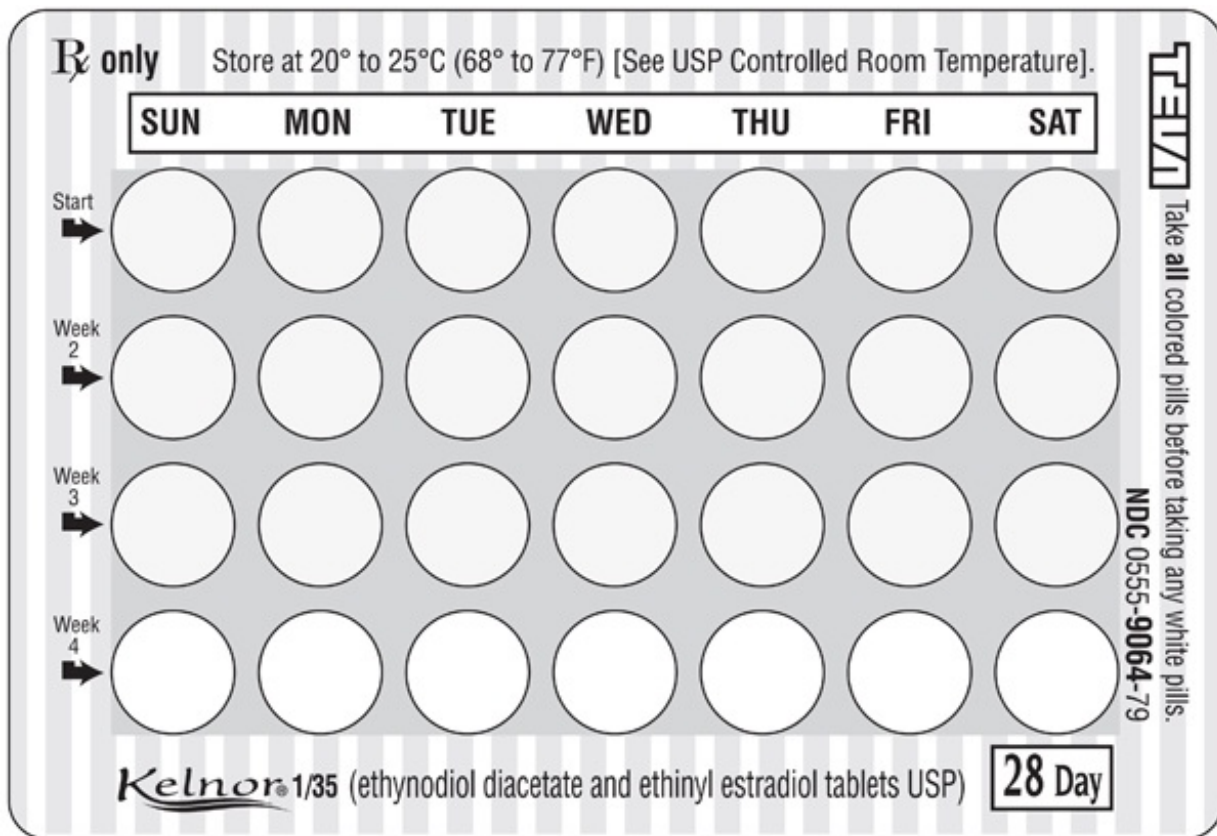 Rx only Store at 20° to 25°C (68° to 77°F) [See USP Controlled Room Temperature].
TEVA
SUN MON TUE WED THU FRI SAT
Start
Week
2
Week
3
Week
4
Take all colored pills before taking any white pills.
NDC 0555-9064-79
Kelnor® 1/35 (ethynodiol diacetate and ethinyl estradiol tablets USP)
28 Day